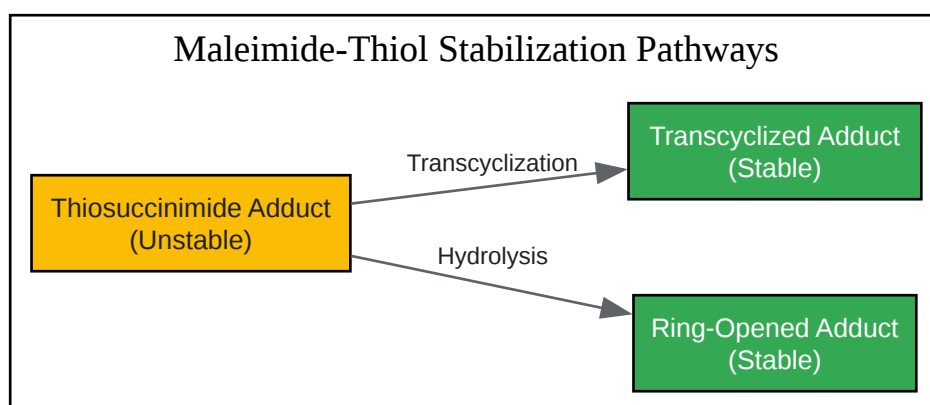 Maleimide-Thiol Stabilization Pathways
Transcyclized Adduct
(Stable)
Transcyclization
Thiosuccinimide Adduct
(Unstable)
Hydrolysis
Ring-Opened Adduct
(Stable)